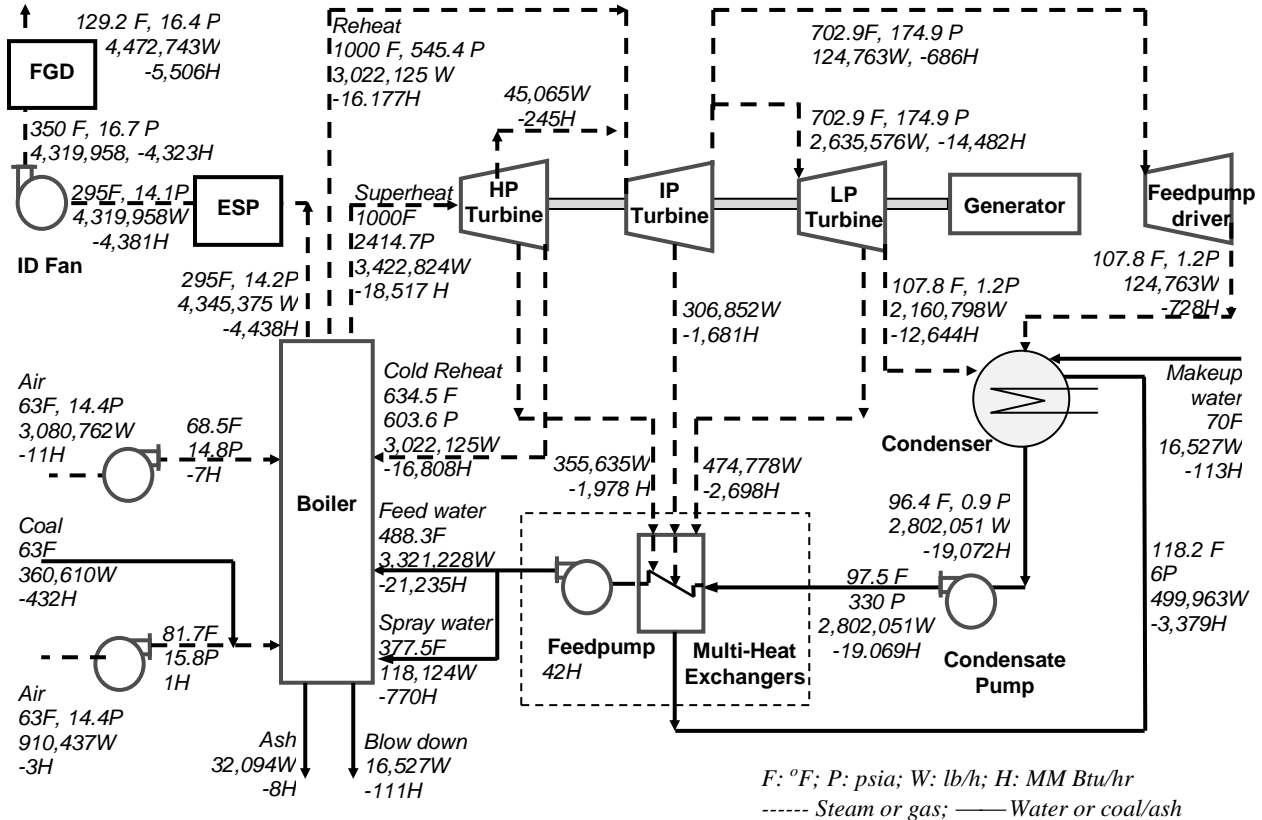 129.2 F, 16.4 P
4,472,743W
-5,506H
FGD
350 F, 16.7 P
4,319,958, -4,323H
295F, 14.1P
4,319,958W
-4,381H
ID Fan
ESP
295F, 14.2P
4,345,375 W
-4,438H
Reheat
1000 F, 545.4 P
3,022,125 W
-16.177H
45,065W
-245H
Superheat
1000F
2414.7P
3,422,824W
-18,517 H
HP
Turbine
IP
Turbine
LP
Turbine
Generator
Feedpump
driver
702.9F, 174.9 P
124,763W, -686H
702.9 F, 174.9 P
2,635,576W, -14,482H
107.8 F, 1.2P
124,763W
-728H
107.8 F, 1.2P
2,160,798W
-12,644H
306,852W
-1,681H
Air
63F, 14.4P
3,080,762W
-11H
68.5F
14.8P
-7H
Coal
63F
360,610W
-432H
81.7F
15.8P
1H
Air
63F, 14.4P
910,437W
-3H
Boiler
Ash
32,094W
-8H
Blow down
16,527W
-111H
Cold Reheat
634.5 F
603.6 P
3,022,125W
-16,808H
Feed water
488.3F
3,321,228W
-21,235H
Spray water
377.5F
118,124W
-770H
355,635W
-1,978 H
474,778W
-2,698H
Feedpump
42H
Multi-Heat
Exchangers
Condenser
Makeup
water
70F
16,527W
-113H
96.4 F, 0.9 P
2,802,051 W
-19,072H
97.5 F
330 P
2,802,051W
-19.069H
Condensate
Pump
118.2 F
6P
499,963W
-3,379H
F: °F; P: psia; W: lb/h; H: MM Btu/hr
------ Steam or gas; —— Water or coal/ash